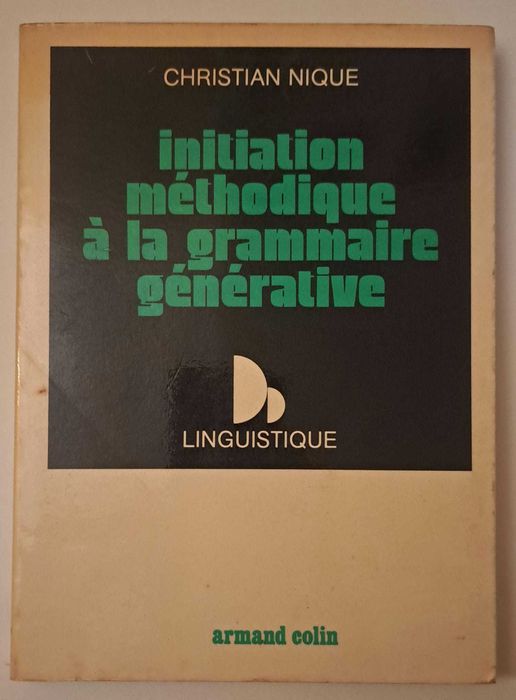 CHRISTIAN NIQUE
initiation
méthodique
à la grammaire
générative
LINGUISTIQUE
armand colin